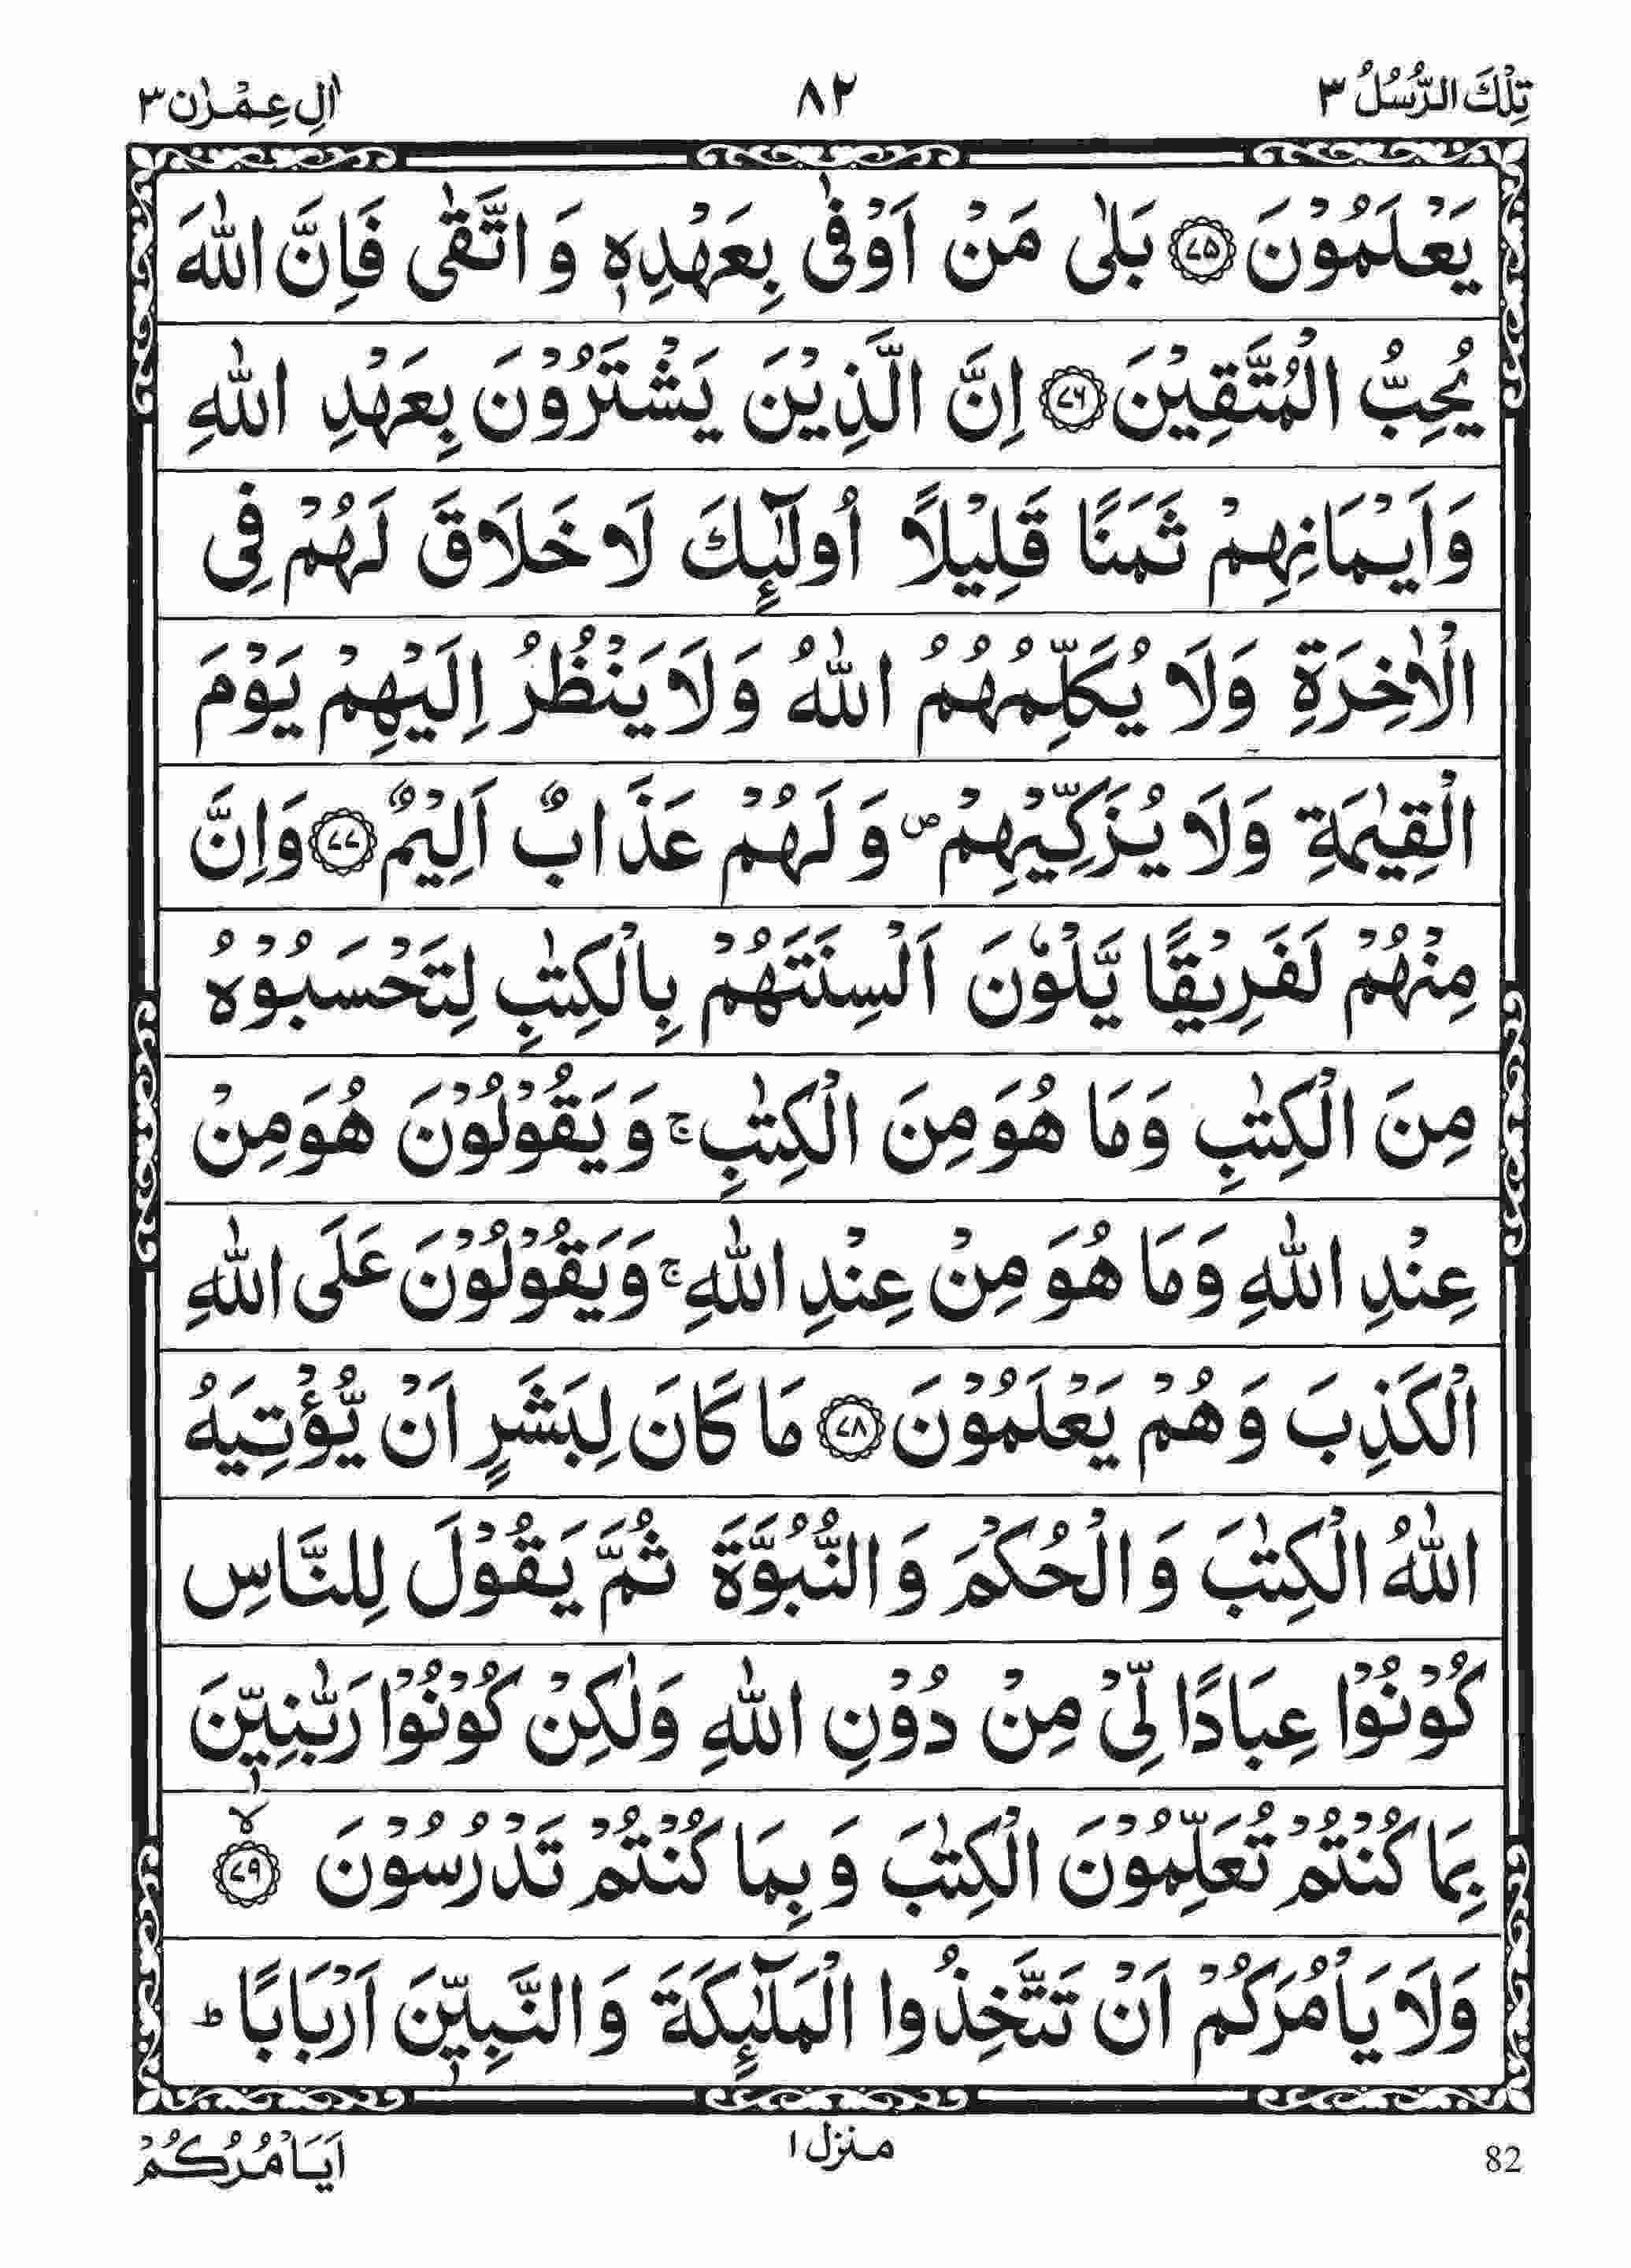 تِلْكَ الرُّسُلُ ٣
٨٢
اٰلِ عِمْرٰن ٣
يَعْلَمُوْنَ ۝٧٥ بَلٰى مَنْ اَوْفٰى بِعَهْدِهٖ وَ اتَّقٰى فَاِنَّ اللّٰهَ
يُحِبُّ الْمُتَّقِيْنَ ۝٧٦ اِنَّ الَّذِيْنَ يَشْتَرُوْنَ بِعَهْدِ اللّٰهِ
وَاَيْمَانِهِمْ ثَمَنًا قَلِيْلًا اُولٰٓئِكَ لَا خَلَاقَ لَهُمْ فِى
الْاٰخِرَةِ وَلَا يُكَلِّمُهُمُ اللّٰهُ وَلَا يَنْظُرُ اِلَيْهِمْ يَوْمَ
الْقِيٰمَةِ وَلَا يُزَكِّيْهِمْ ۪ وَ لَهُمْ عَذَابٌ اَلِيْمٌ ۝٧٧ وَاِنَّ
مِنْهُمْ لَفَرِيْقًا يَّلْوٗنَ اَلْسِنَتَهُمْ بِالْكِتٰبِ لِتَحْسَبُوْهُ
مِنَ الْكِتٰبِ وَمَا هُوَ مِنَ الْكِتٰبِ ۚ وَ يَقُوْلُوْنَ هُوَ مِنْ
عِنْدِ اللّٰهِ وَمَا هُوَ مِنْ عِنْدِ اللّٰهِ ۚ وَيَقُوْلُوْنَ عَلَى اللّٰهِ
الْكَذِبَ وَهُمْ يَعْلَمُوْنَ ۝٧٨ مَا كَانَ لِبَشَرٍ اَنْ يُّؤْتِيَهُ
اللّٰهُ الْكِتٰبَ وَ الْحُكْمَ وَ النُّبُوَّةَ ثُمَّ يَقُوْلَ لِلنَّاسِ
كُوْنُوْا عِبَادًا لِّىْ مِنْ دُوْنِ اللّٰهِ وَلٰكِنْ كُوْنُوْا رَبّٰنِيّٖنَ
بِمَا كُنْتُمْ تُعَلِّمُوْنَ الْكِتٰبَ وَ بِمَا كُنْتُمْ تَدْرُسُوْنَ ۙ۝٧٩
وَلَا يَاْمُرَكُمْ اَنْ تَتَّخِذُوا الْمَلٰٓئِكَةَ وَ النَّبِيّٖنَ اَرْبَابًا ؕ
82
منزل ١
اَيَاْمُرُكُمْ